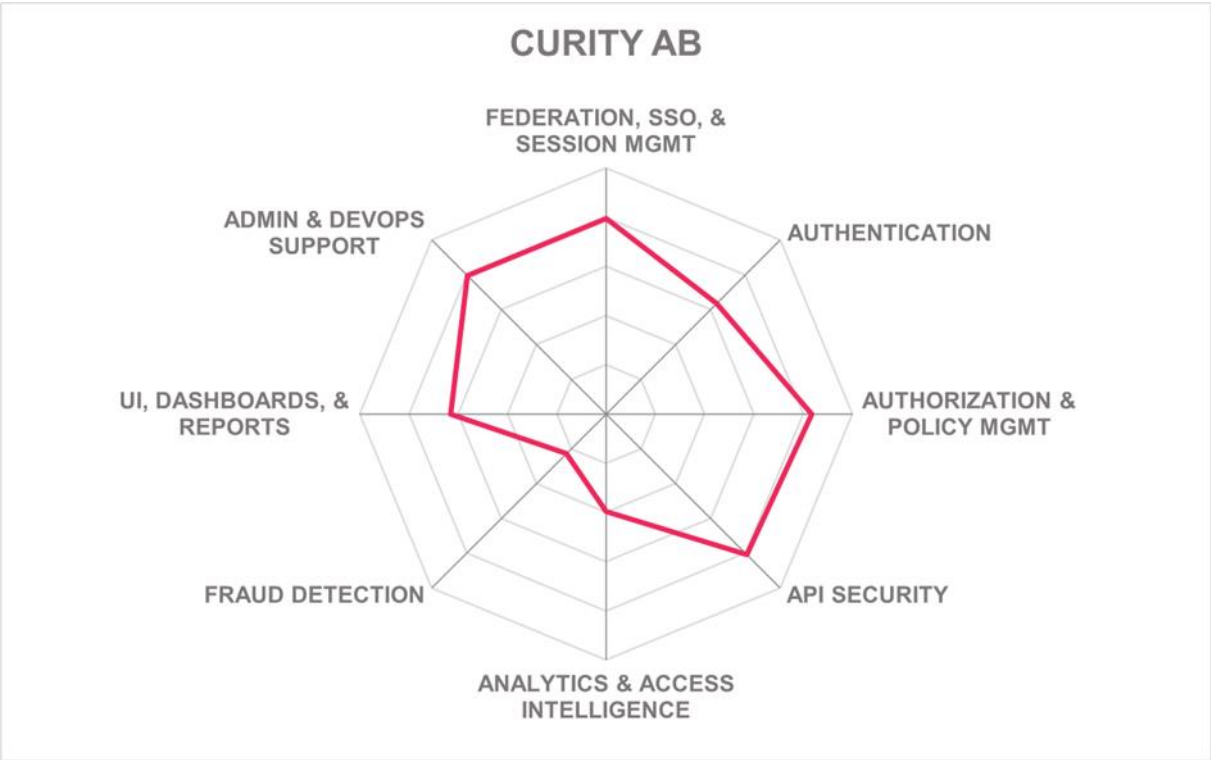 CURITY AB
FEDERATION, SSO, &
SESSION MGMT
ADMIN & DEVOPS
SUPPORT
AUTHENTICATION
UI, DASHBOARDS, &
REPORTS
AUTHORIZATION &
POLICY MGMT
FRAUD DETECTION
API SECURITY
ANALYTICS & ACCESS
INTELLIGENCE